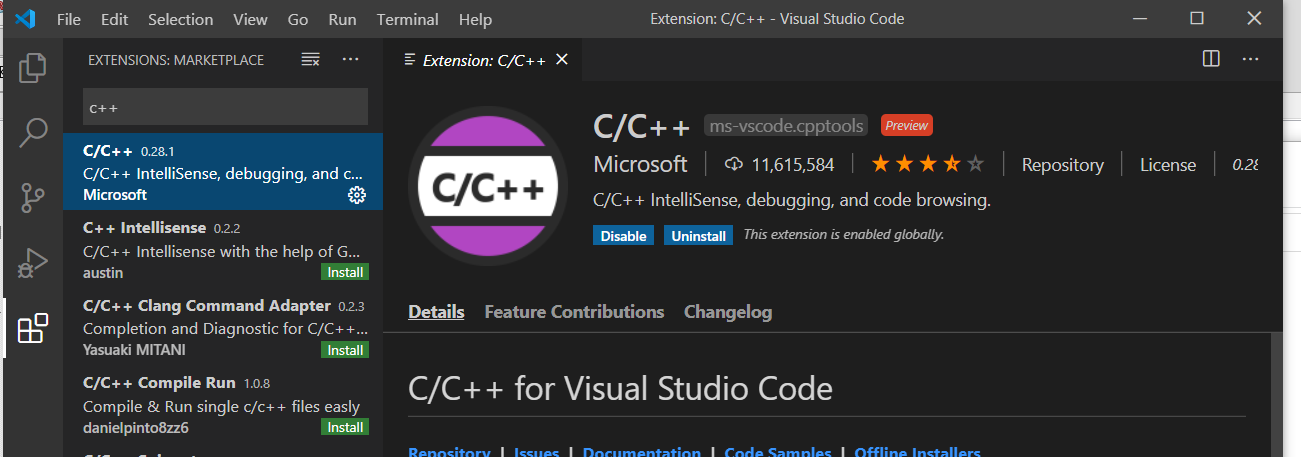 File Edit Selection View Go Run Terminal Help Extension: C/C++ - Visual Studio Code
EXTENSIONS: MARKETPLACE
c++
C/C++ 0.28.1
C/C++ IntelliSense, debugging, and c...
Microsoft
C++ Intellisense 0.2.2
C/C++ Intellisense with the help of G...
austin
Install
C/C++ Clang Command Adapter 0.2.3
Completion and Diagnostic for C/C++...
Yasuaki MITANI
Install
C/C++ Compile Run 1.0.8
Compile & Run single c/c++ files easly
danielpinto8zz6
Install
Extension: C/C++
C/C++
C/C++ ms-vscode.cpptools Preview
Microsoft 11,615,584 Repository License 0.28
C/C++ IntelliSense, debugging, and code browsing.
Disable Uninstall This extension is enabled globally.
Details Feature Contributions Changelog
C/C++ for Visual Studio Code
Repository | Issues | Documentation | Code Samples | Offline Installers